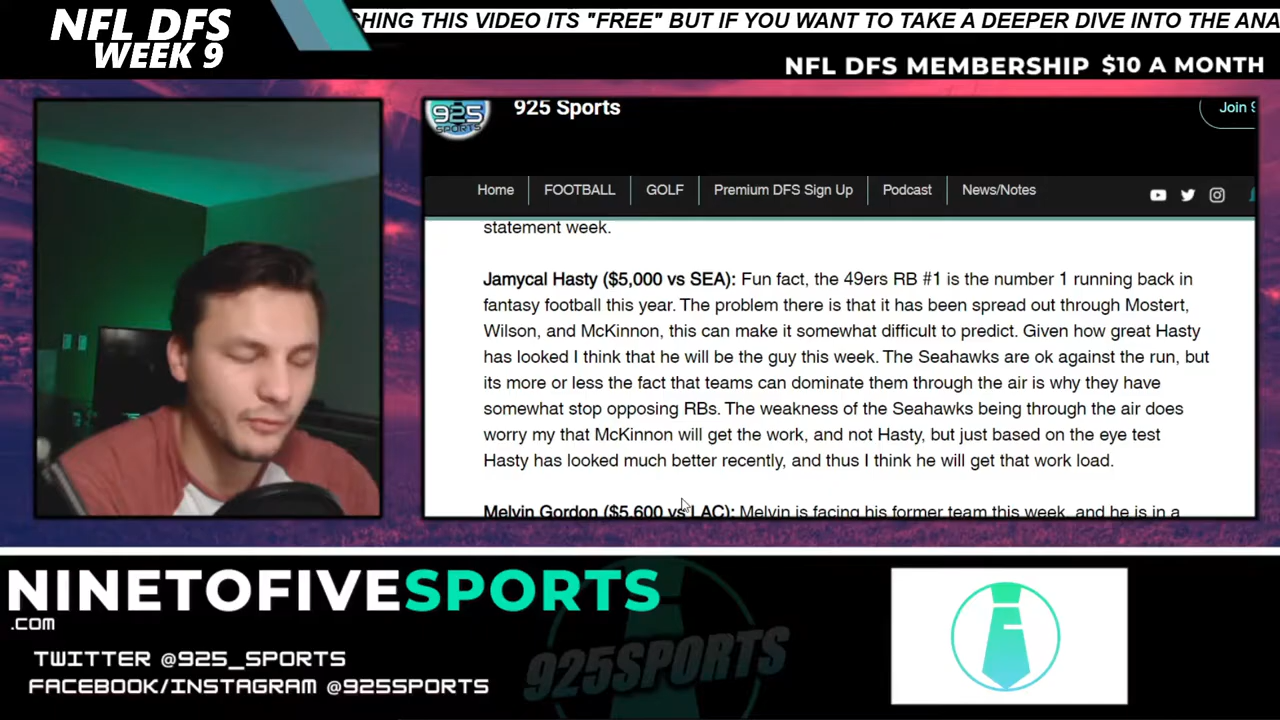 NFL DFS
WEEK 9
SHING THIS VIDEO ITS "FREE" BUT IF YOU WANT TO TAKE A DEEPER DIVE INTO THE ANA
NFL DFS MEMBERSHIP $10 A MONTH
925
SPORTS
925 Sports
Join 9
Home
FOOTBALL
GOLF
Premium DFS Sign Up
Podcast
News/Notes
statement week.
Jamycal Hasty ($5,000 vs SEA): Fun fact, the 49ers RB #1 is the number 1 running back in
fantasy football this year. The problem there is that it has been spread out through Mostert,
Wilson, and McKinnon, this can make it somewhat difficult to predict. Given how great Hasty
has looked I think that he will be the guy this week. The Seahawks are ok against the run, but
its more or less the fact that teams can dominate them through the air is why they have
somewhat stop opposing RBs. The weakness of the Seahawks being through the air does
worry my that McKinnon will get the work, and not Hasty, but just based on the eye test
Hasty has looked much better recently, and thus I think he will get that work load.
Melvin Gordon ($5,600 vs LAC): Melvin is facing his former team this week, and he is in a
NINETOFIVESPORTS
.COM
TWITTER @925_SPORTS
FACEBOOK/INSTAGRAM @925SPORTS
925SPORTS